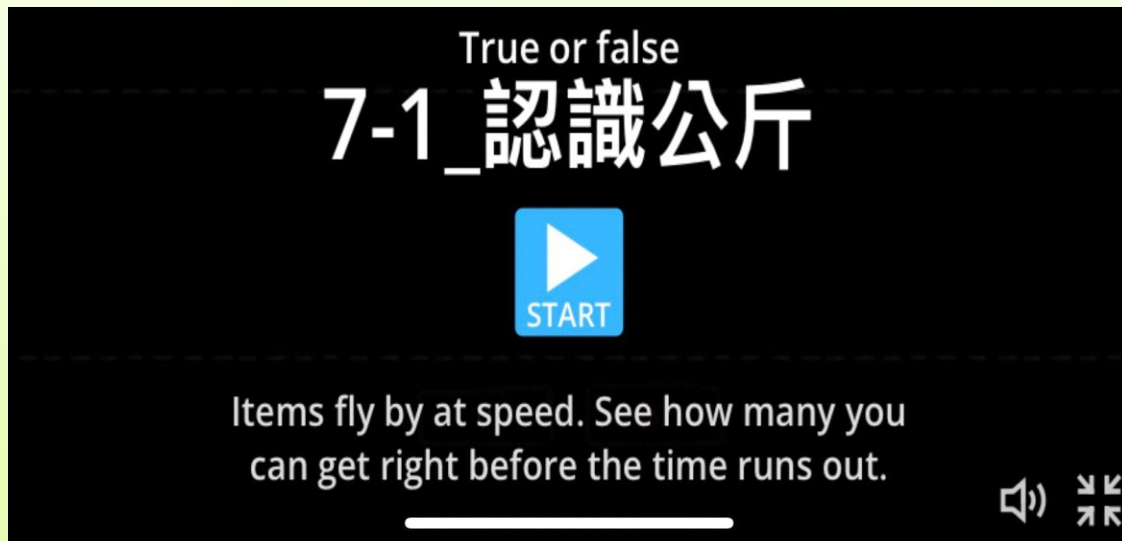 True or false
7-1_認識公斤
START
Items fly by at speed. See how many you
can get right before the time runs out.